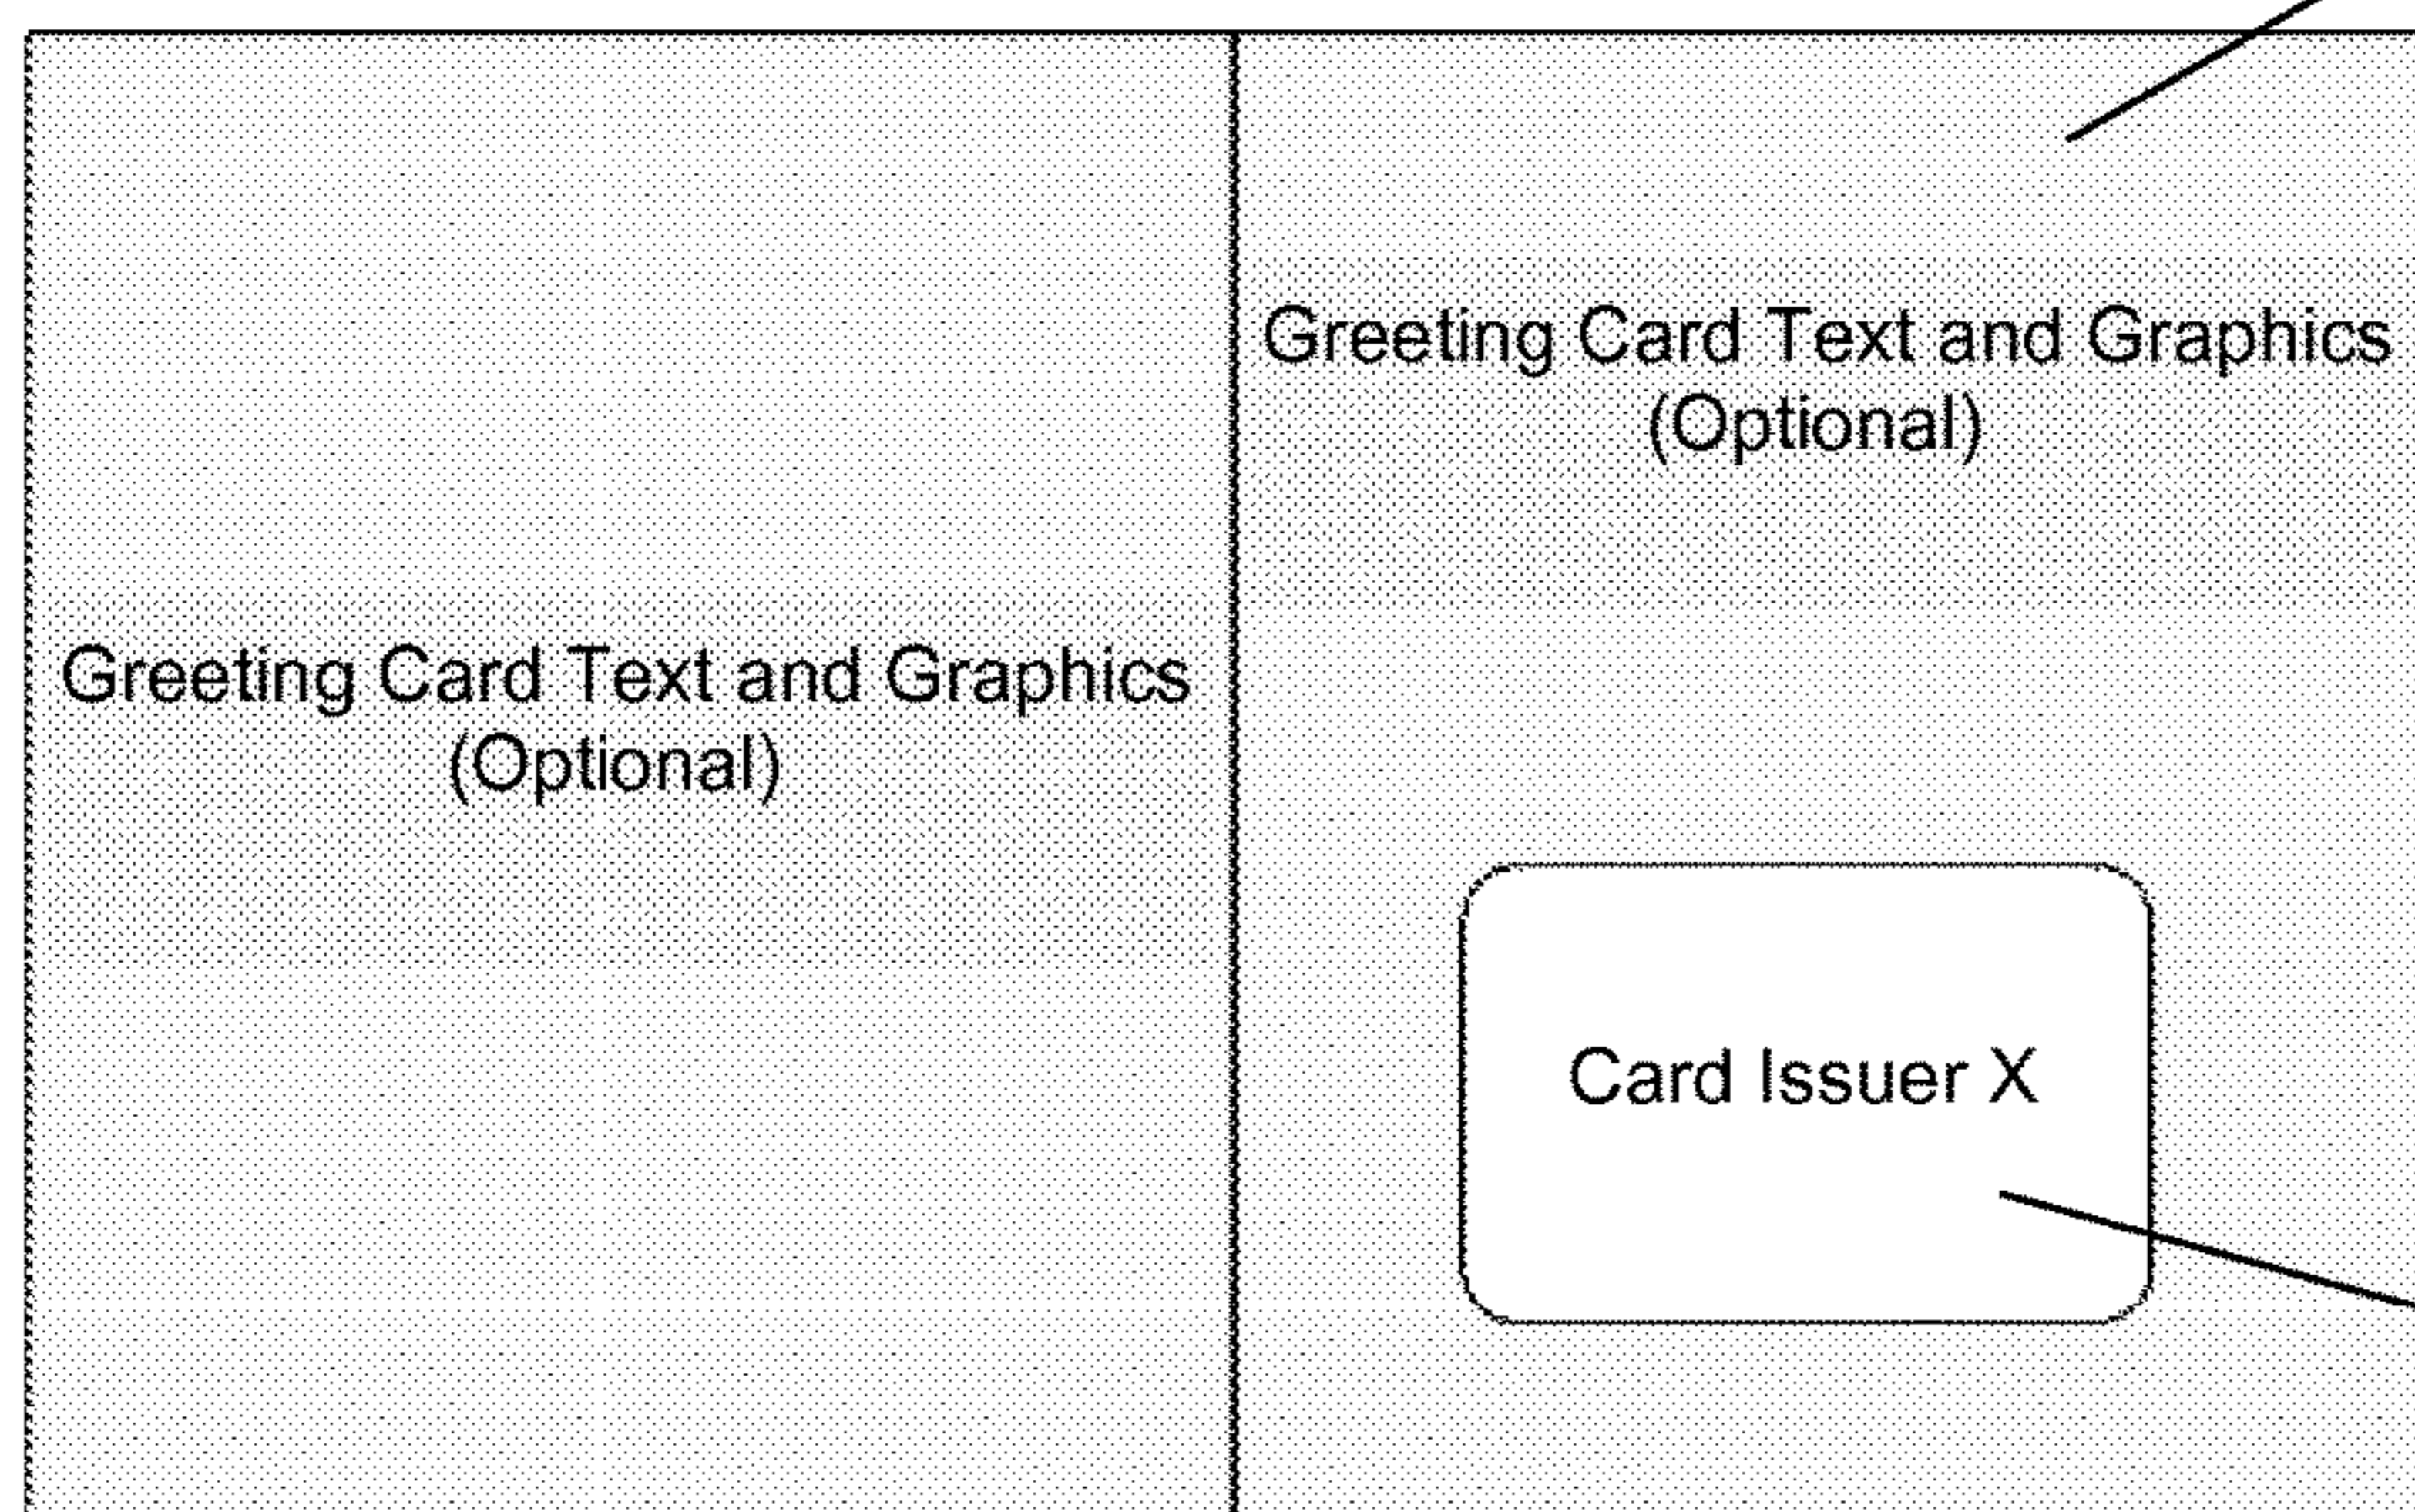 Greeting Card Text and Graphics
(Optional)
Greeting Card Text and Graphics
(Optional)
Card Issuer X